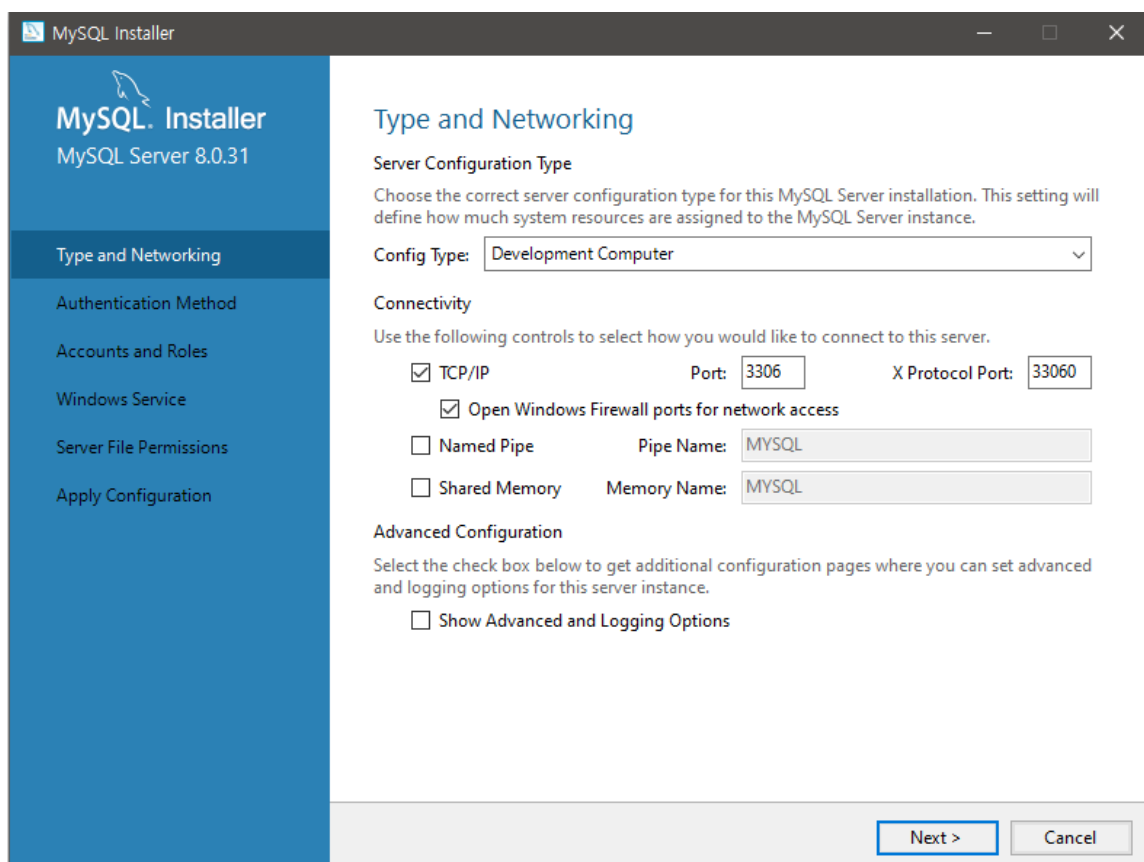 MySQL Installer
MySQL. Installer
MySQL Server 8.0.31
Type and Networking
Authentication Method
Accounts and Roles
Windows Service
Server File Permissions
Apply Configuration
Type and Networking
Server Configuration Type
Choose the correct server configuration type for this MySQL Server installation. This setting will
define how much system resources are assigned to the MySQL Server instance.
Config Type: Development Computer
Connectivity
Use the following controls to select how you would like to connect to this server.
TCP/IP Port: 3306 X Protocol Port: 33060
Open Windows Firewall ports for network access
Named Pipe Pipe Name: MYSQL
Shared Memory Memory Name: MYSQL
Advanced Configuration
Select the check box below to get additional configuration pages where you can set advanced
and logging options for this server instance.
Show Advanced and Logging Options
Next > Cancel